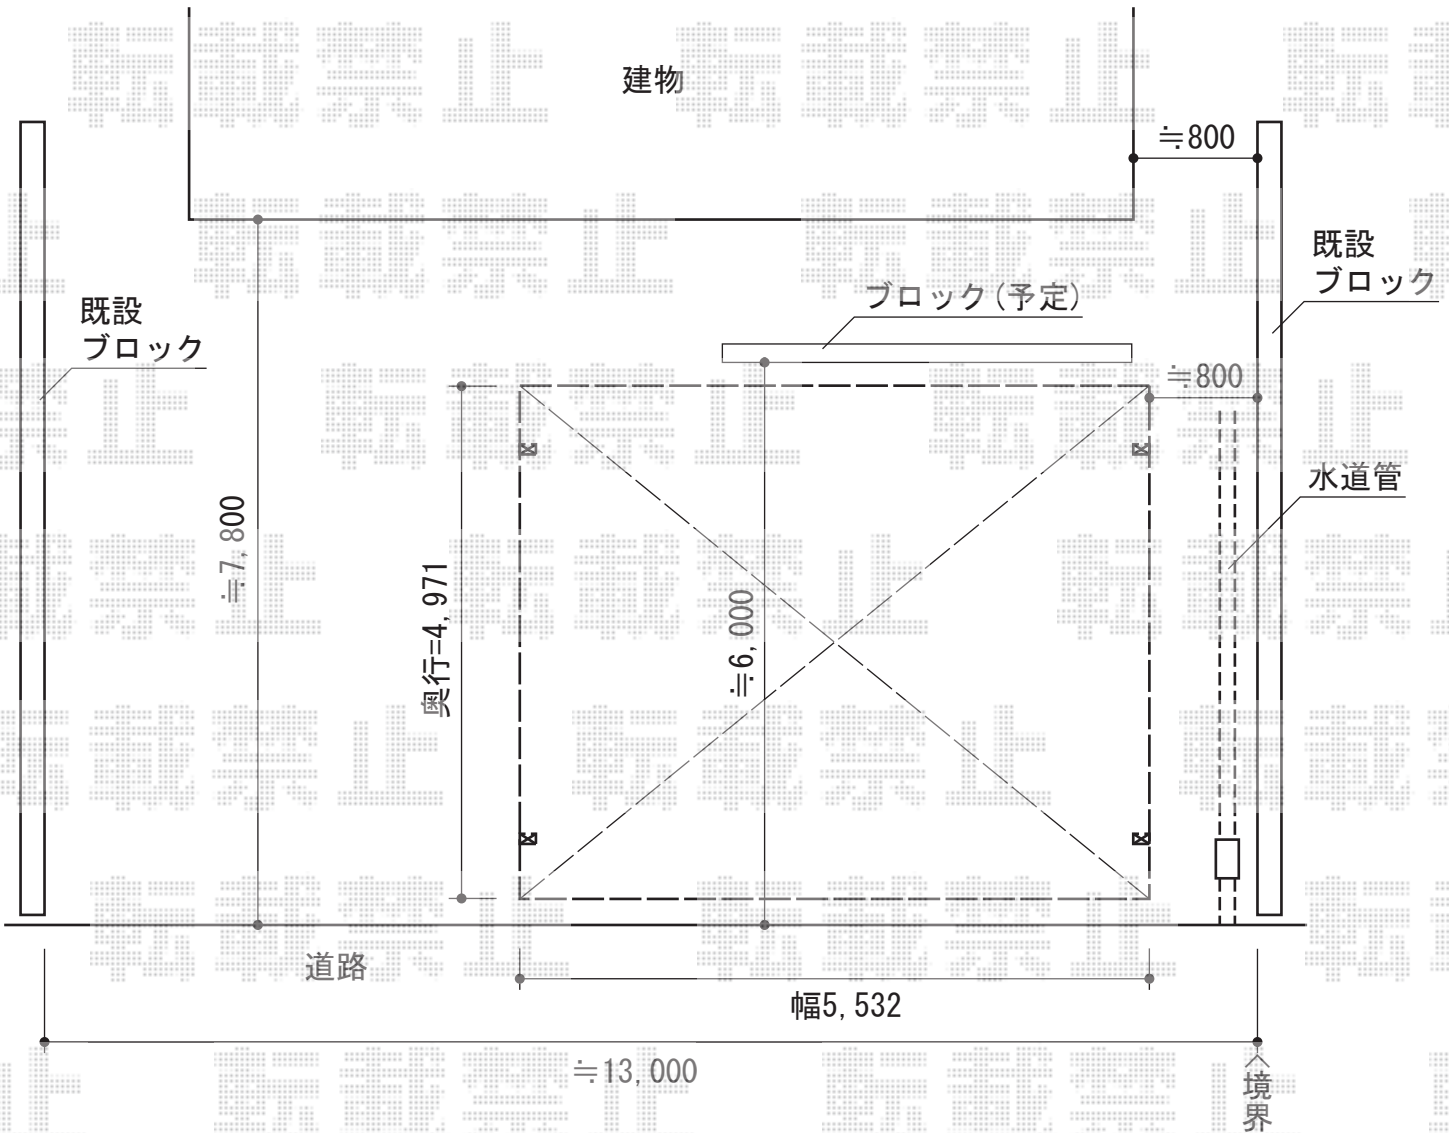 建物
≒800
既設
ブロック
ブロック(予定)
既設
ブロック
≒800
水道管
≒7,800
奥行=4,971
≒6,000
道路
幅5,532
≒13,000
へ境界
転載禁止